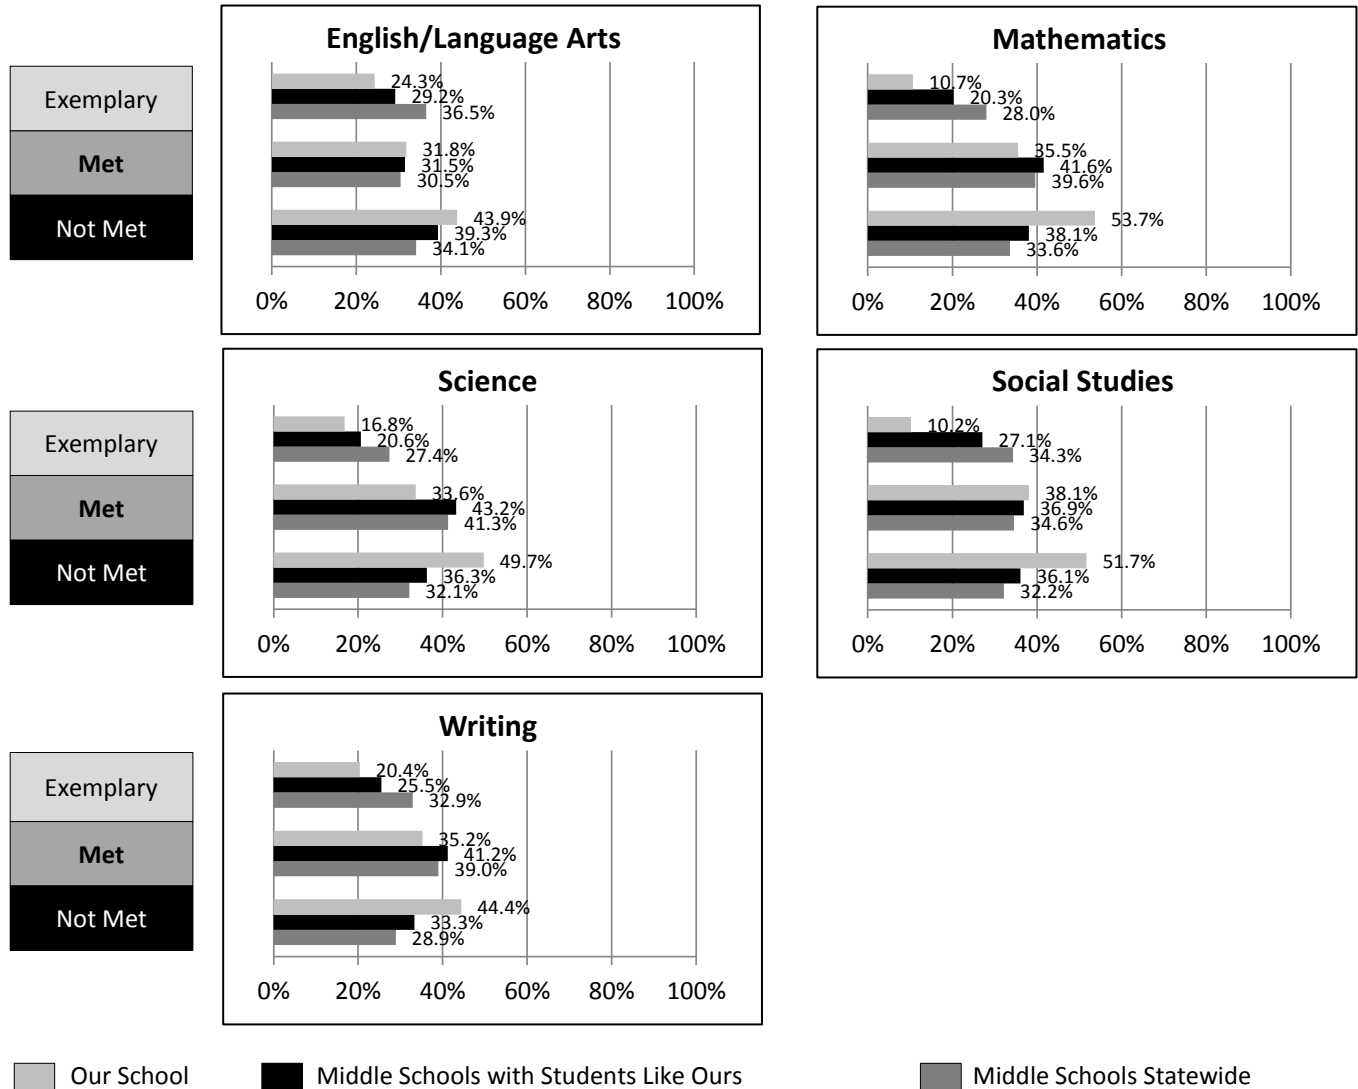 English/Language Arts
Exemplary
Met
Not Met
24.3%
29.2%
36.5%
31.8%
31.5%
30.5%
43.9%
39.3%
34.1%
0% 20% 40% 60% 80% 100%
Mathematics
10.7%
20.3%
28.0%
35.5%
41.6%
39.6%
53.7%
38.1%
33.6%
0% 20% 40% 60% 80% 100%
Science
Exemplary
Met
Not Met
16.8%
20.6%
27.4%
33.6%
43.2%
41.3%
49.7%
36.3%
32.1%
0% 20% 40% 60% 80% 100%
Social Studies
10.2%
27.1%
34.3%
38.1%
36.9%
34.6%
51.7%
36.1%
32.2%
0% 20% 40% 60% 80% 100%
Writing
Exemplary
Met
Not Met
20.4%
25.5%
32.9%
35.2%
41.2%
39.0%
44.4%
33.3%
28.9%
0% 20% 40% 60% 80% 100%
Our School Middle Schools with Students Like Ours Middle Schools Statewide